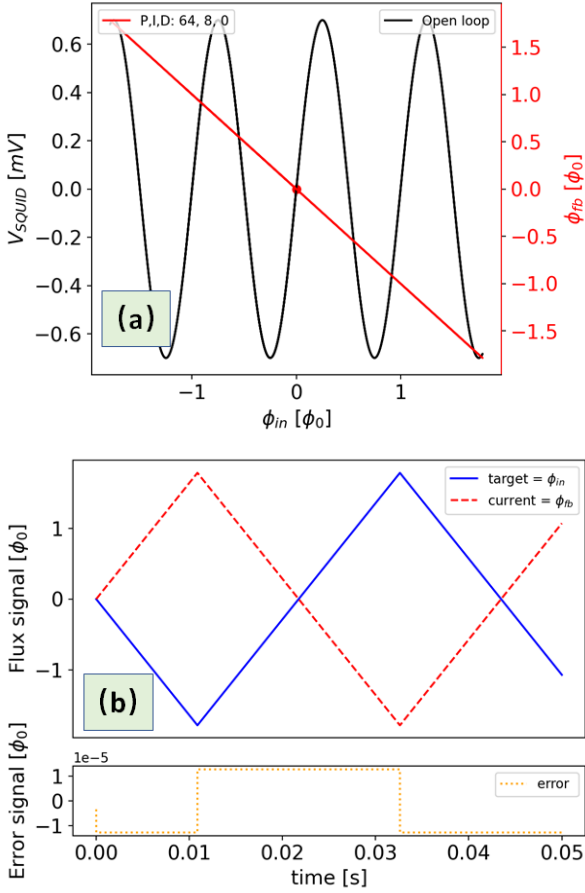 P,I,D: 64, 8, 0
Open loop
0.6
0.4
0.2
0.0
−0.2
−0.4
−0.6
V_SQUID [mV]
1.5
1.0
0.5
0.0
−0.5
−1.0
−1.5
ϕ_fb [ϕ_0]
(a)
−1
0
1
ϕ_in [ϕ_0]
target = ϕ_in
current = ϕ_fb
1
0
−1
Flux signal [ϕ_0]
(b)
1e−5
error
1
0
−1
Error signal [ϕ_0]
0.00
0.01
0.02
0.03
0.04
0.05
time [s]